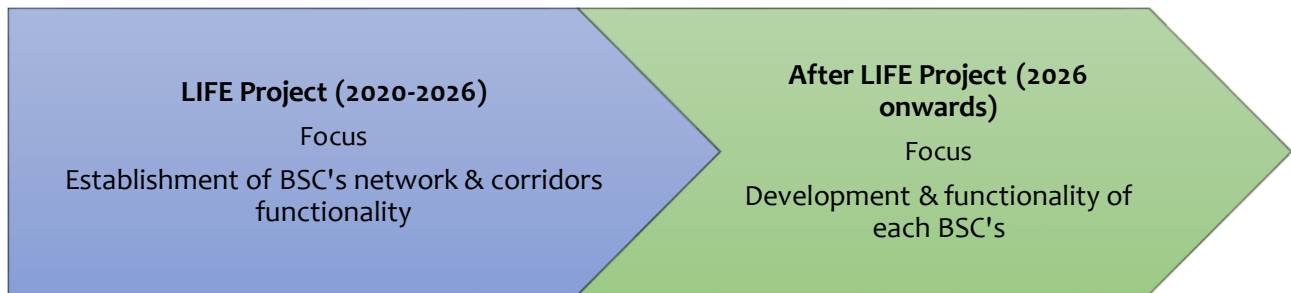 LIFE Project (2020-2026)
Focus
Establishment of BSC's network & corridors
functionality
After LIFE Project (2026
onwards)
Focus
Development & functionality of
each BSC's